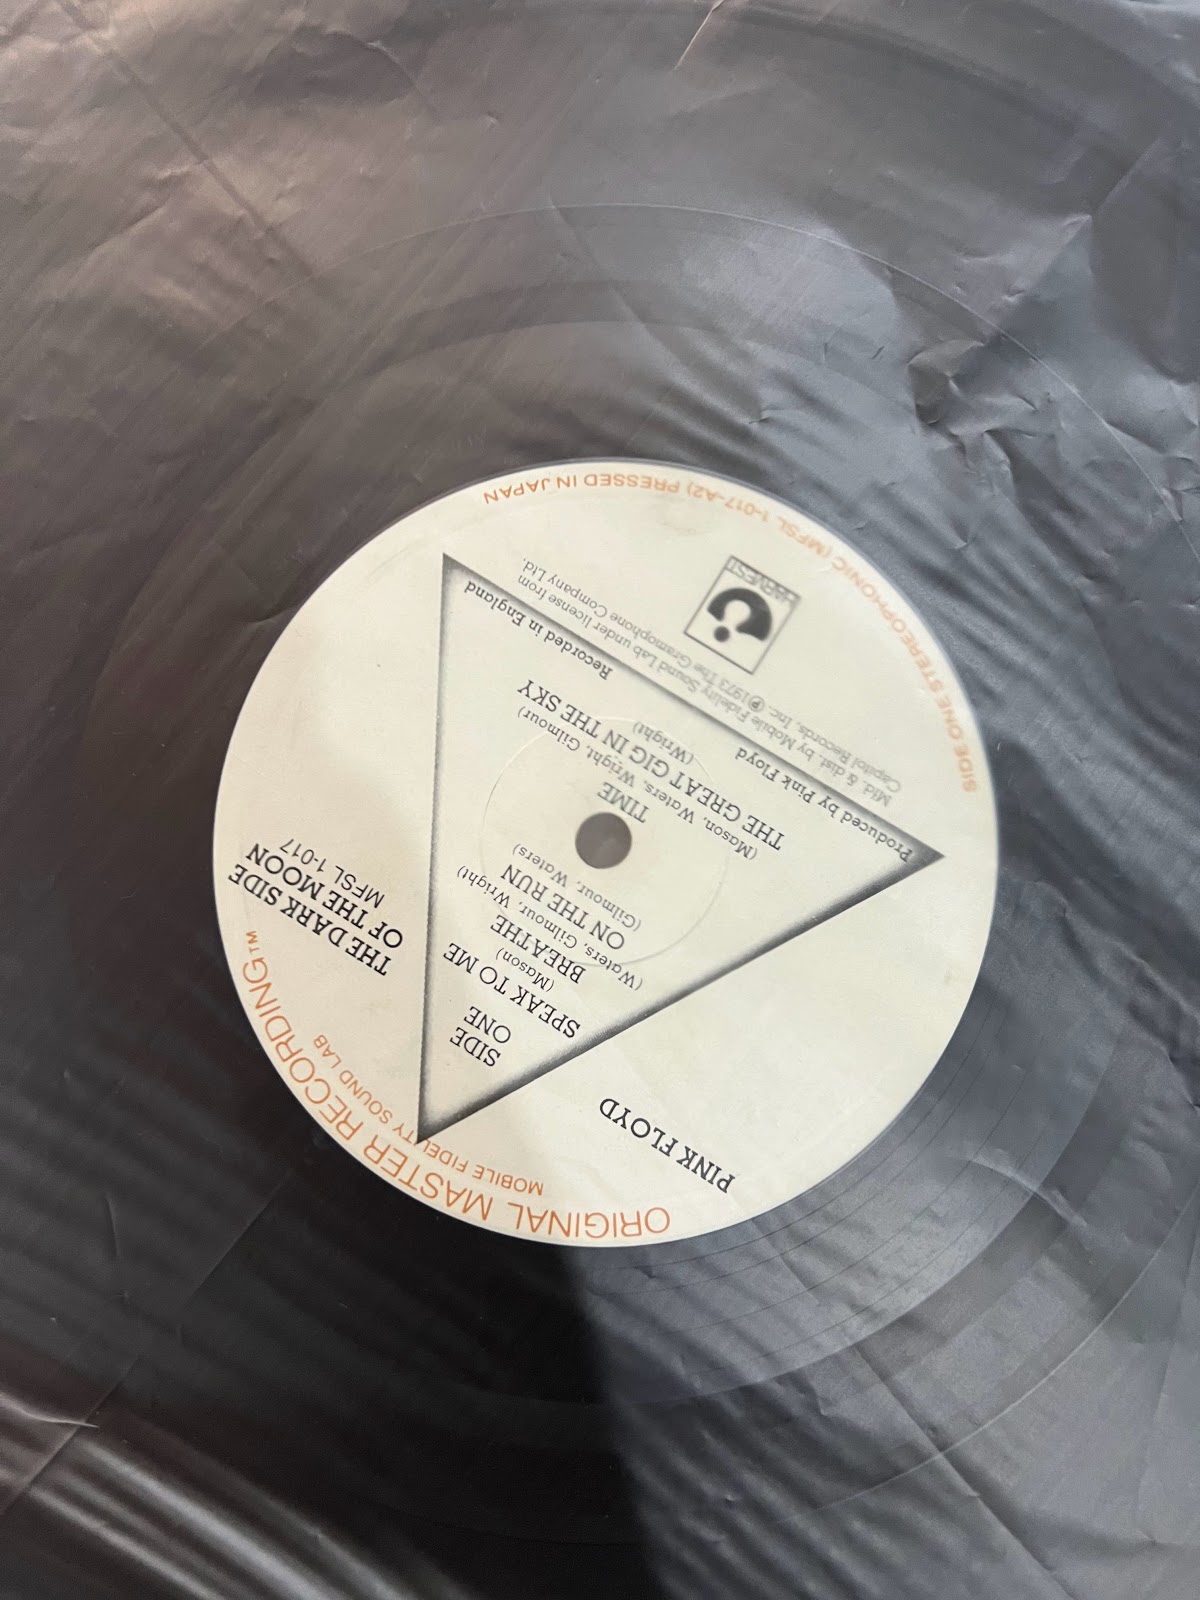 ORIGINAL MASTER RECORDING™
MOBILE FIDELITY SOUND LAB
PINK FLOYD
THE DARK SIDE
OF THE MOON
MFSL 1-017
SIDE
ONE
SPEAK TO ME
(Mason)
BREATHE
(Waters, Gilmour, Wright)
ON THE RUN
(Gilmour, Waters)
TIME
(Mason, Waters, Wright, Gilmour)
THE GREAT GIG IN THE SKY
(Wright)
Produced by Pink Floyd
Recorded in England
Mfd. & dist. by Mobile Fidelity Sound Lab under license from
Capitol Records, Inc. ℗1973 The Gramophone Company Ltd.
HARVEST
SIDE ONE STEREOPHONIC (MFSL 1-017-A2) PRESSED IN JAPAN